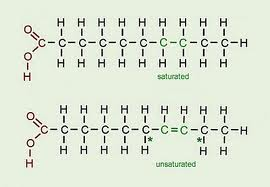 H H H H H H H H H
O
C-C-C-C-C-C-C-C-C-C-H
O
H H H H H H H H H
H
saturated
H H H H H H H H H
O
C-C-C-C-C-C-C=C-C-C-H
O
H H H H H * * H H
H
unsaturated